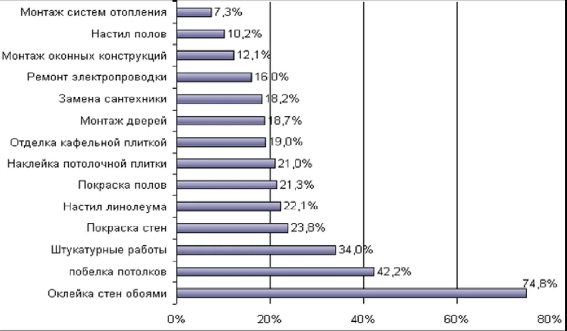 Монтаж систем отопления 7,3%
Настил полов 10,2%
Монтаж оконных конструкций 12,1%
Ремонт электропроводки 16,0%
Замена сантехники 18,2%
Монтаж дверей 18,7%
Отделка кафельной плиткой 19,0%
Наклейка потолочной плитки 21,0%
Покраска полов 21,3%
Настил линолеума 22,1%
Покраска стен 23,8%
Штукатурные работы 34,0%
побелка потолков 42,2%
Оклейка стен обоями 74,8%
0% 20% 40% 60% 80%